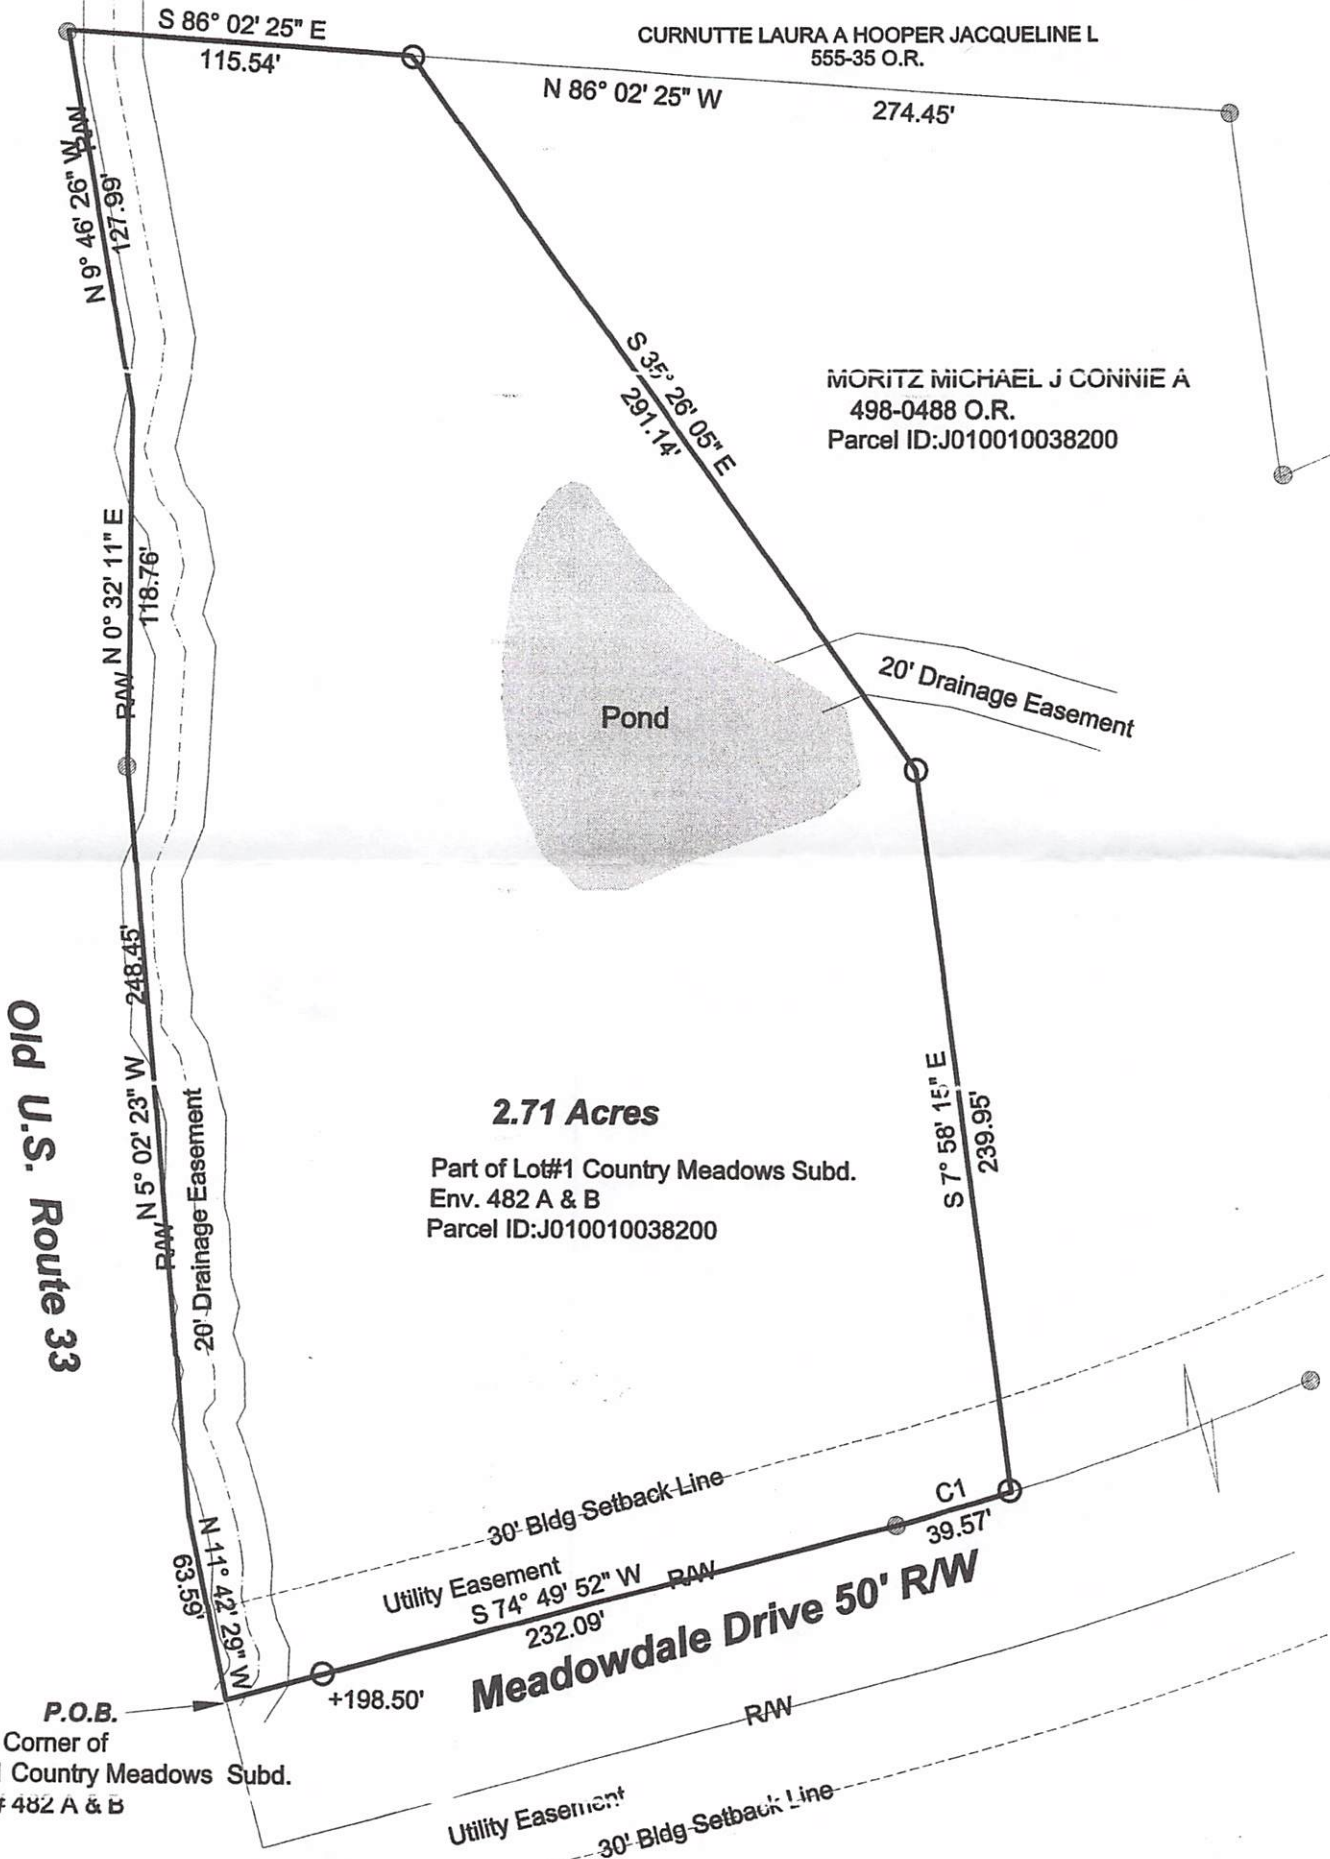 S 86° 02' 25" E
115.54'
CURNUTTE LAURA A HOOPER JACQUELINE L
555-35 O.R.
N 86° 02' 25" W
274.45'
R/W
N 9° 46' 26" W
127.99'
S 35° 26' 05" E
291.14'
MORITZ MICHAEL J CONNIE A
498-0488 O.R.
Parcel ID:J010010038200
N 0° 32' 11" E
118.76'
R/W
20' Drainage Easement
Pond
248.45'
N 5° 02' 23" W
R/W
20' Drainage Easement
Old U.S. Route 33
2.71 Acres
Part of Lot#1 Country Meadows Subd.
Env. 482 A & B
Parcel ID:J010010038200
S 7° 58' 15" E
239.95'
30' Bldg Setback Line
C1
39.57'
Utility Easement
S 74° 49' 52" W
R/W
232.09'
Meadowdale Drive 50' R/W
N 11° 42' 29" W
63.59'
+198.50'
R/W
P.O.B.
Corner of
Country Meadows Subd.
# 482 A & B
Utility Easement
30' Bldg Setback Line